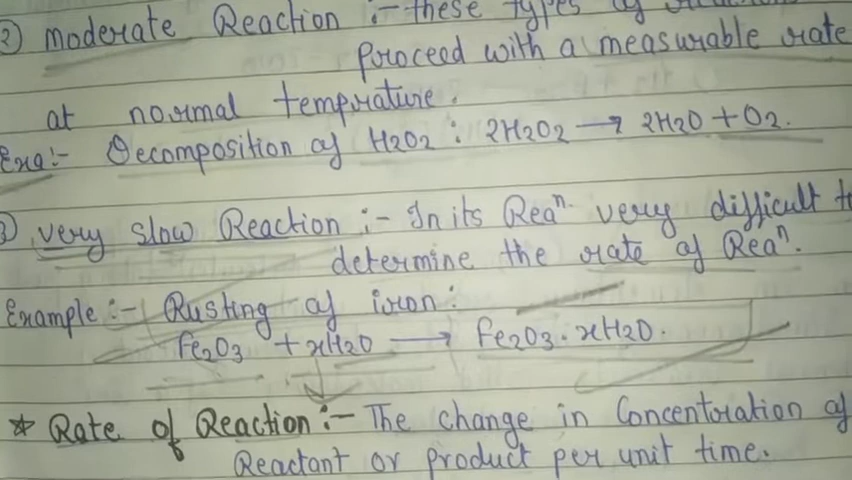 2) Moderate Reaction :- these types of
proceed with a measurable rate
at normal tempirature.
Exa:- Decomposition of H2O2 : 2H2O2 → 2H2O + O2.
3) very slow Reaction :- In its Reaⁿ very difficult to
determine the rate of Reaⁿ.
Example :- Rusting of iron :
Fe2O3 + xH2O → Fe2O3.xH2O.
* Rate of Reaction :- The change in Concentration of
Reactant or product per unit time.